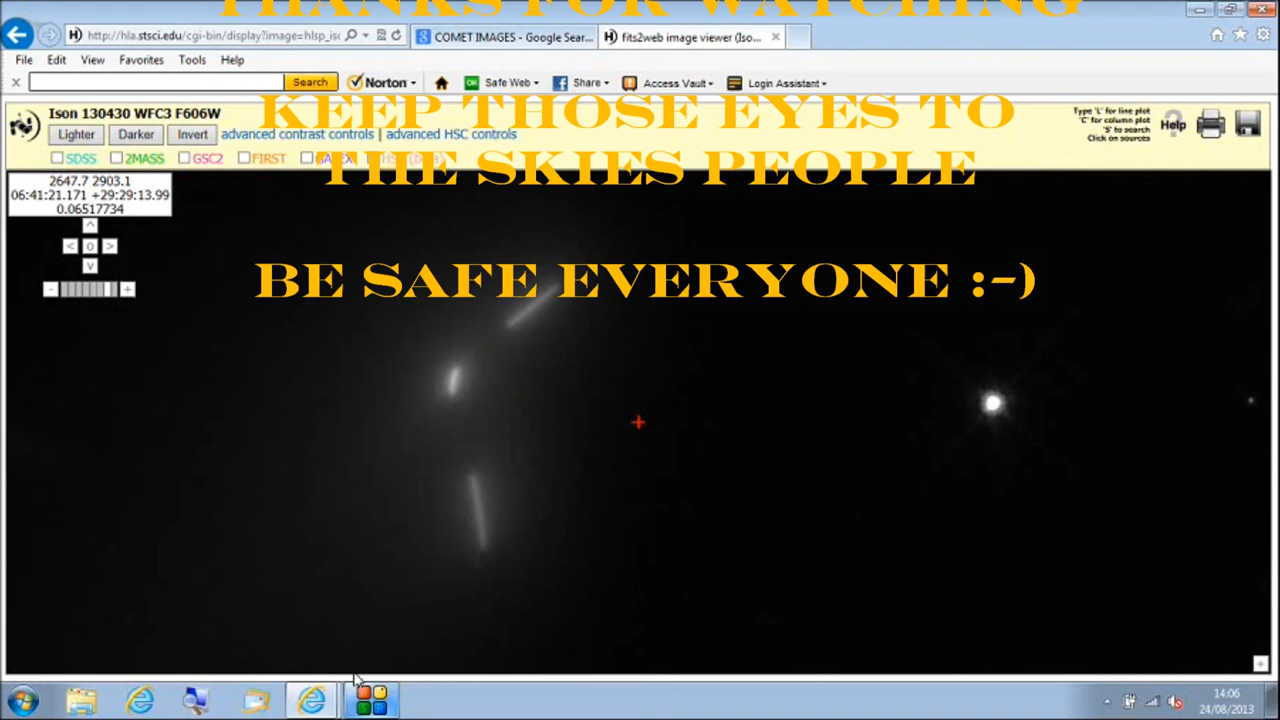 THANKS FOR WATCHING
http://hla.stsci.edu/cgi-bin/display?image=hlsp_is
COMET IMAGES - Google Sear...
fits2web image viewer (Iso...
File Edit View Favorites Tools Help
Search
Norton
Safe Web
Share
Access Vault
Login Assistant
Ison 130430 WFC3 F606W
Lighter Darker Invert advanced contrast controls | advanced HSC controls
SDSS 2MASS GSC2 FIRST
Type 'L' for line plot
'C' for column plot
'S' to search
Click on sources
Help
KEEP THOSE EYES TO
THE SKIES PEOPLE
2647.7 2903.1
06:41:21.171 +29:29:13.99
0.06517734
BE SAFE EVERYONE :-)
14:06
24/08/2013